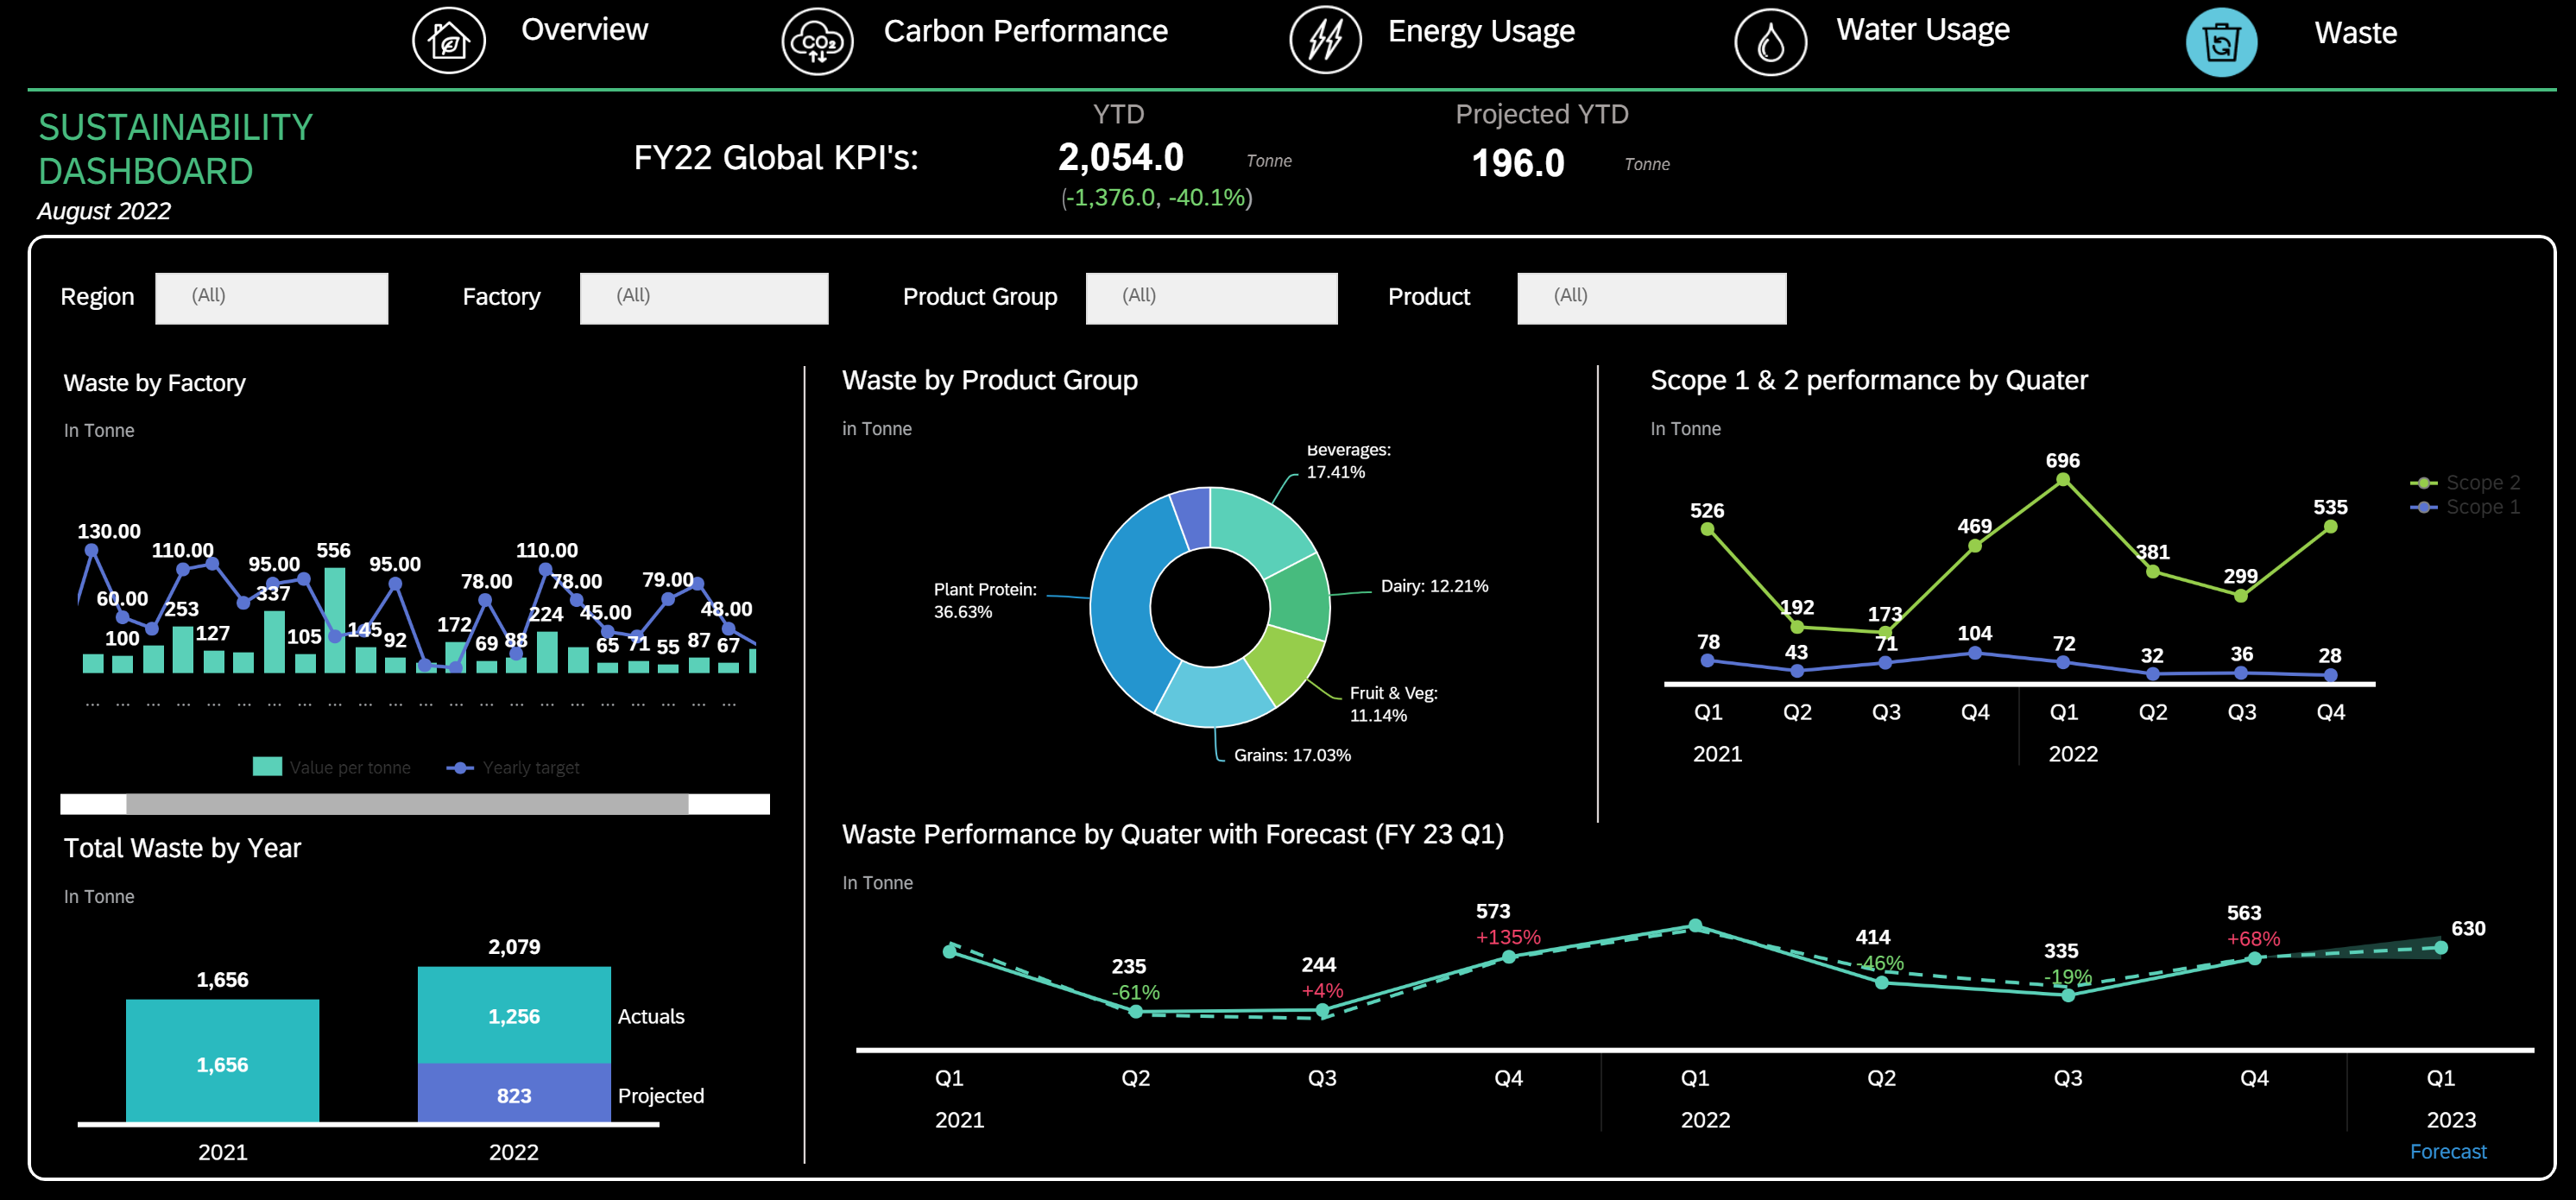 Overview
Carbon Performance
Energy Usage
Water Usage
Waste
CO2
SUSTAINABILITY
DASHBOARD
August 2022
FY22 Global KPI's:
YTD
2,054.0 Tonne
(-1,376.0, -40.1%)
Projected YTD
196.0 Tonne
Region (All)
Factory (All)
Product Group (All)
Product (All)
Waste by Factory
In Tonne
130.00
110.00
95.00
556
95.00
110.00
60.00
337
78.00
78.00
79.00
253
172
224
45.00
48.00
100
127
105
145
92
69
88
65
71
55
87
67
... ... ... ... ... ... ... ... ... ... ... ... ... ... ... ... ... ... ... ... ... ...
Value per tonne
Yearly target
Total Waste by Year
In Tonne
1,656
2,079
1,656
1,256
Actuals
823
Projected
2021
2022
Waste by Product Group
in Tonne
Beverages:
17.41%
Dairy: 12.21%
Fruit & Veg:
11.14%
Grains: 17.03%
Plant Protein:
36.63%
Scope 1 & 2 performance by Quater
In Tonne
526
192
173
469
696
381
299
535
78
43
71
104
72
32
36
28
Scope 2
Scope 1
Q1 Q2 Q3 Q4 Q1 Q2 Q3 Q4
2021 2022
Waste Performance by Quater with Forecast (FY 23 Q1)
In Tonne
235
-61%
244
+4%
573
+135%
414
-46%
335
-19%
563
+68%
630
Q1 Q2 Q3 Q4 Q1 Q2 Q3 Q4 Q1
2021 2022 2023
Forecast